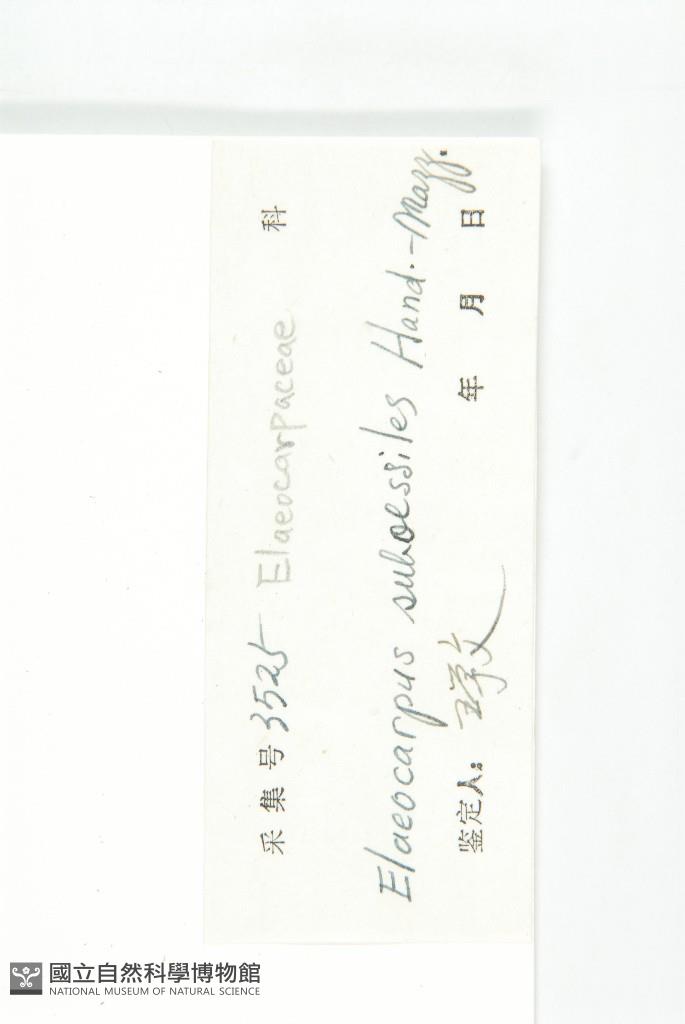 采集号 3525 Elaeocarpaceae 科
Elaeocarpus subsessiles Hand.-Mazz.
鉴定人: 年 月 日
國立自然科學博物館
NATIONAL MUSEUM OF NATURAL SCIENCE